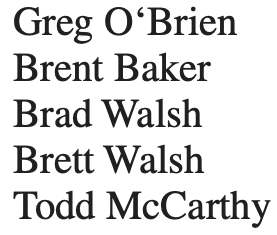 Greg O‘Brien
Brent Baker
Brad Walsh
Brett Walsh
Todd McCarthy